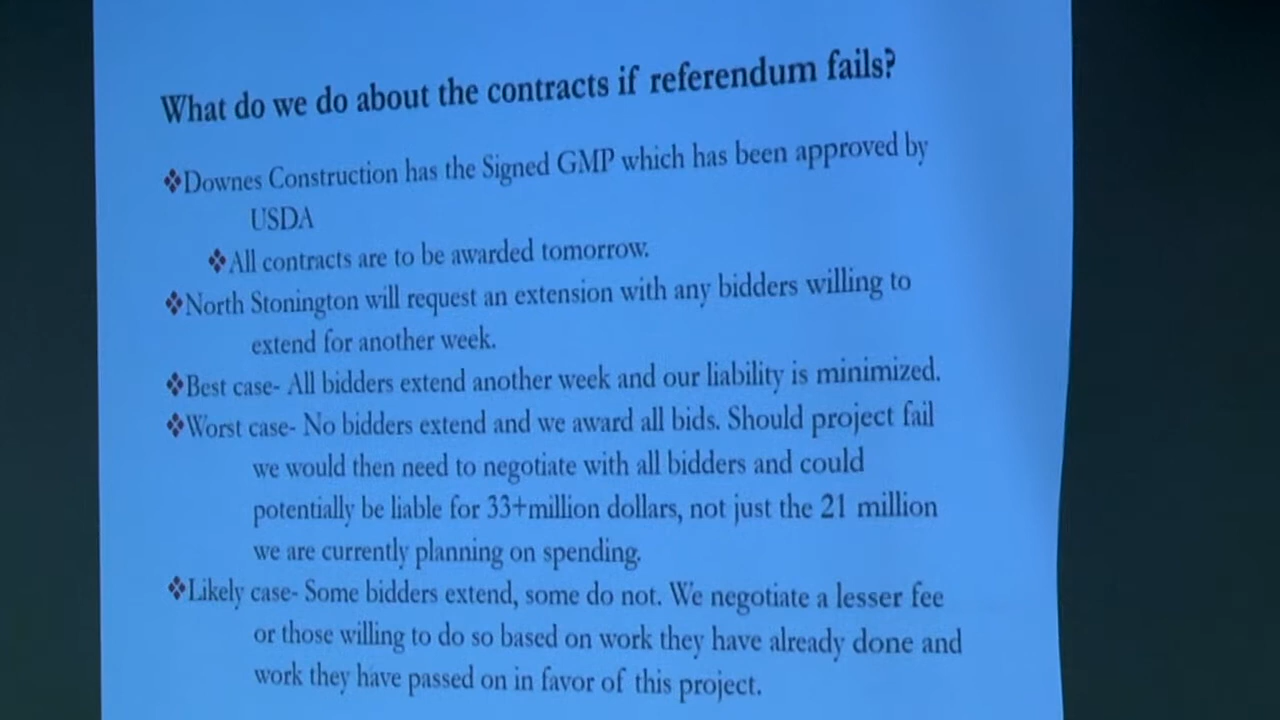 What do we do about the contracts if referendum fails?
❖Downes Construction has the Signed GMP which has been approved by
USDA
❖All contracts are to be awarded tomorrow.
❖North Stonington will request an extension with any bidders willing to
extend for another week.
❖Best case- All bidders extend another week and our liability is minimized.
❖Worst case- No bidders extend and we award all bids. Should project fail
we would then need to negotiate with all bidders and could
potentially be liable for 33+million dollars, not just the 21 million
we are currently planning on spending.
❖Likely case- Some bidders extend, some do not. We negotiate a lesser fee
or those willing to do so based on work they have already done and
work they have passed on in favor of this project.